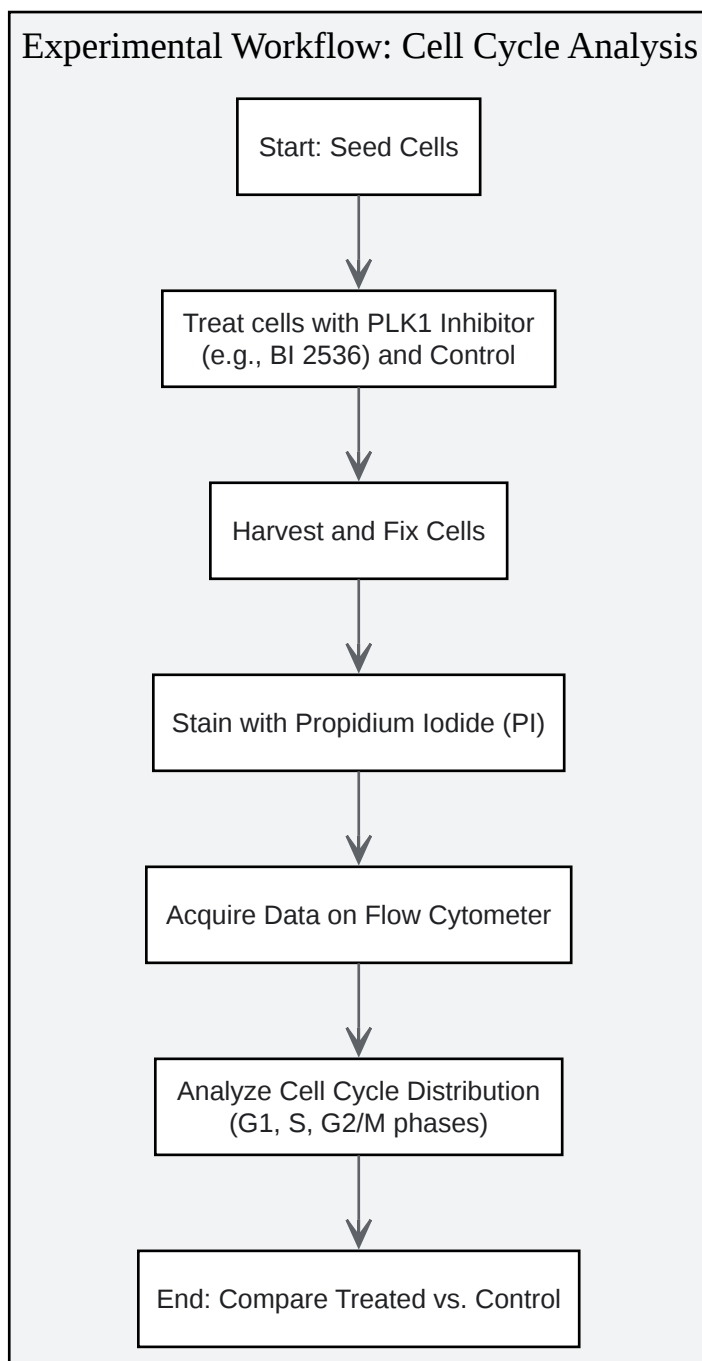 Experimental Workflow: Cell Cycle Analysis
Start: Seed Cells
Treat cells with PLK1 Inhibitor
(e.g., BI 2536) and Control
Harvest and Fix Cells
Stain with Propidium Iodide (PI)
Acquire Data on Flow Cytometer
Analyze Cell Cycle Distribution
(G1, S, G2/M phases)
End: Compare Treated vs. Control